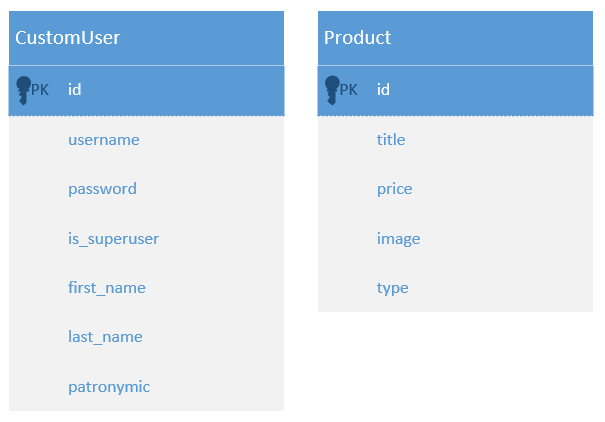 CustomUser
PK id
username
password
is_superuser
first_name
last_name
patronymic
Product
PK id
title
price
image
type